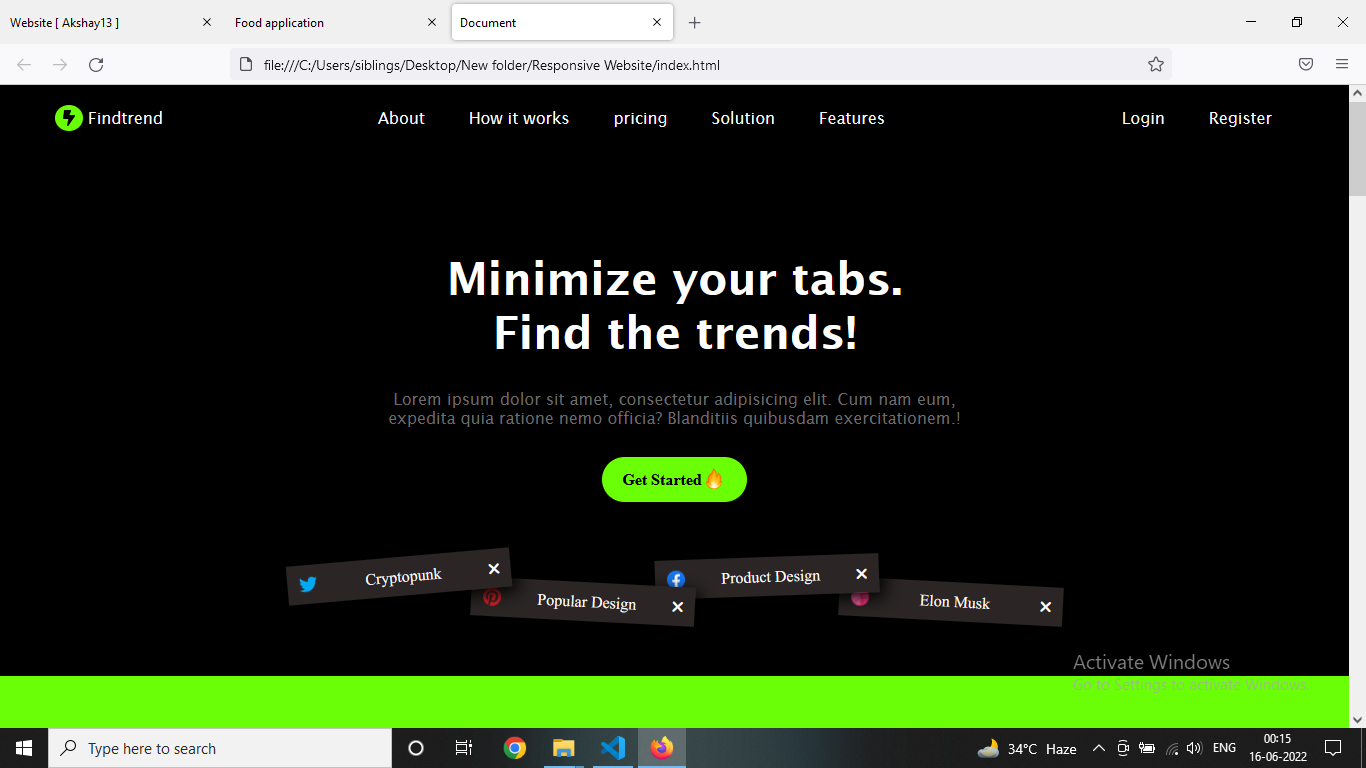 Website [ Akshay13 ]
Food application
Document
file:///C:/Users/siblings/Desktop/New folder/Responsive Website/index.html
Findtrend
About
How it works
pricing
Solution
Features
Login
Register
Minimize your tabs.
Find the trends!
Lorem ipsum dolor sit amet, consectetur adipisicing elit. Cum nam eum,
expedita quia ratione nemo officia? Blanditiis quibusdam exercitationem.!
Get Started🔥
Cryptopunk
Popular Design
Product Design
Elon Musk
Activate Windows
Go to Settings to activate Windows.
Type here to search
34°C Haze
ENG
00:15
16-06-2022